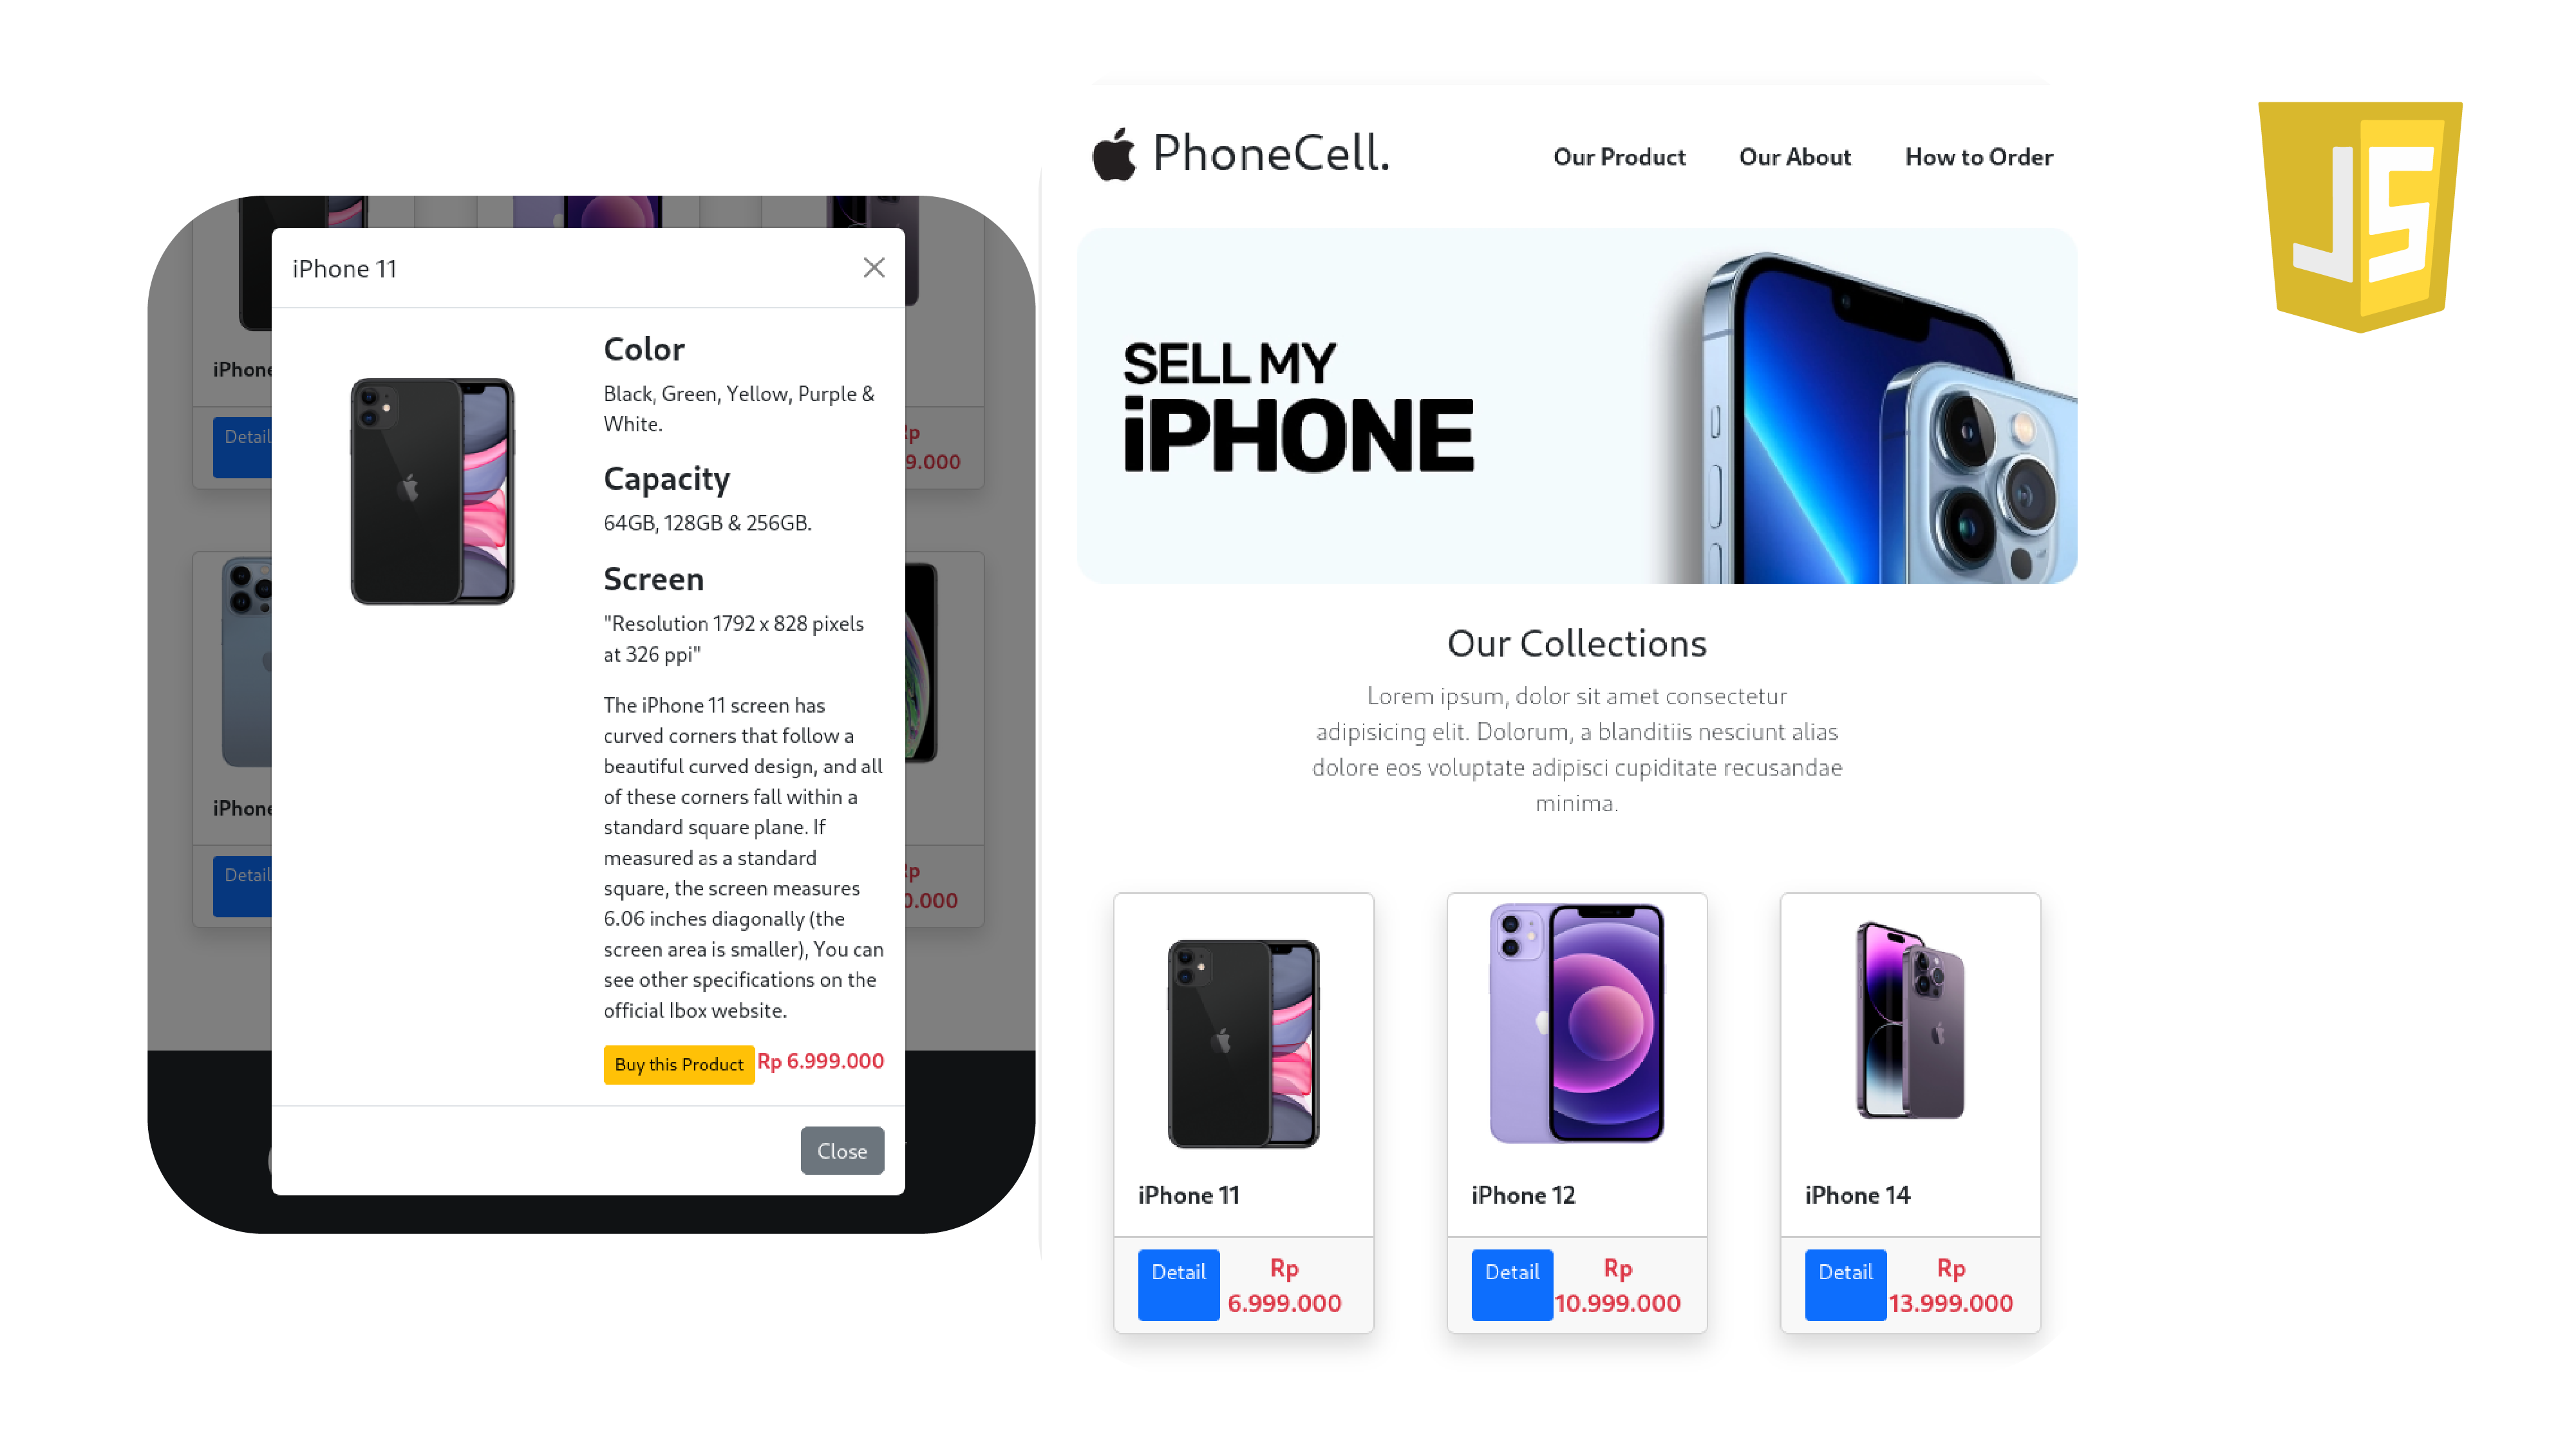 iPhone 11
Color
Black, Green, Yellow, Purple &
White.
Capacity
64GB, 128GB & 256GB.
Screen
"Resolution 1792 x 828 pixels
at 326 ppi"
The iPhone 11 screen has
curved corners that follow a
beautiful curved design, and all
of these corners fall within a
standard square plane. If
measured as a standard
square, the screen measures
6.06 inches diagonally (the
screen area is smaller), You can
see other specifications on the
official Ibox website.
Buy this Product Rp 6.999.000
Close
Detail
Detail
PhoneCell.
Our Product
Our About
How to Order
SELL MY
iPHONE
Our Collections
Lorem ipsum, dolor sit amet consectetur
adipisicing elit. Dolorum, a blanditiis nesciunt alias
dolore eos voluptate adipisci cupiditate recusandae
minima.
iPhone 11
Detail
Rp
6.999.000
iPhone 12
Detail
Rp
10.999.000
iPhone 14
Detail
Rp
13.999.000
JS